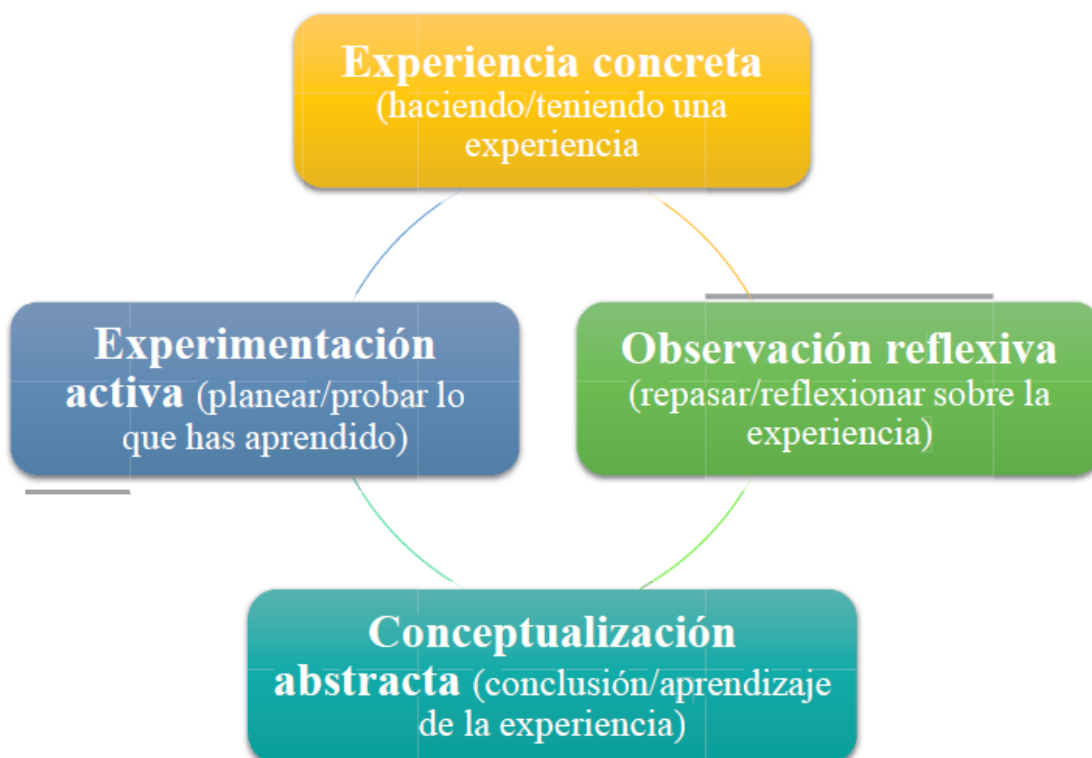 Experiencia concreta
(haciendo/teniendo una
experiencia
Experimentación
activa (planear/probar lo
que has aprendido)
Observación reflexiva
(repasar/reflexionar sobre la
experiencia)
Conceptualización
abstracta (conclusión/aprendizaje
de la experiencia)